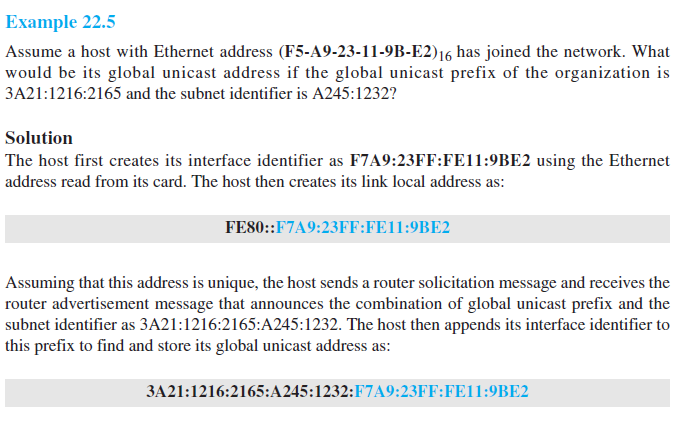 Example 22.5
Assume a host with Ethernet address (F5-A9-23-11-9B-E2)16 has joined the network. What
would be its global unicast address if the global unicast prefix of the organization is
3A21:1216:2165 and the subnet identifier is A245:1232?
Solution
The host first creates its interface identifier as F7A9:23FF:FE11:9BE2 using the Ethernet
address read from its card. The host then creates its link local address as:
FE80::F7A9:23FF:FE11:9BE2
Assuming that this address is unique, the host sends a router solicitation message and receives the
router advertisement message that announces the combination of global unicast prefix and the
subnet identifier as 3A21:1216:2165:A245:1232. The host then appends its interface identifier to
this prefix to find and store its global unicast address as:
3A21:1216:2165:A245:1232:F7A9:23FF:FE11:9BE2